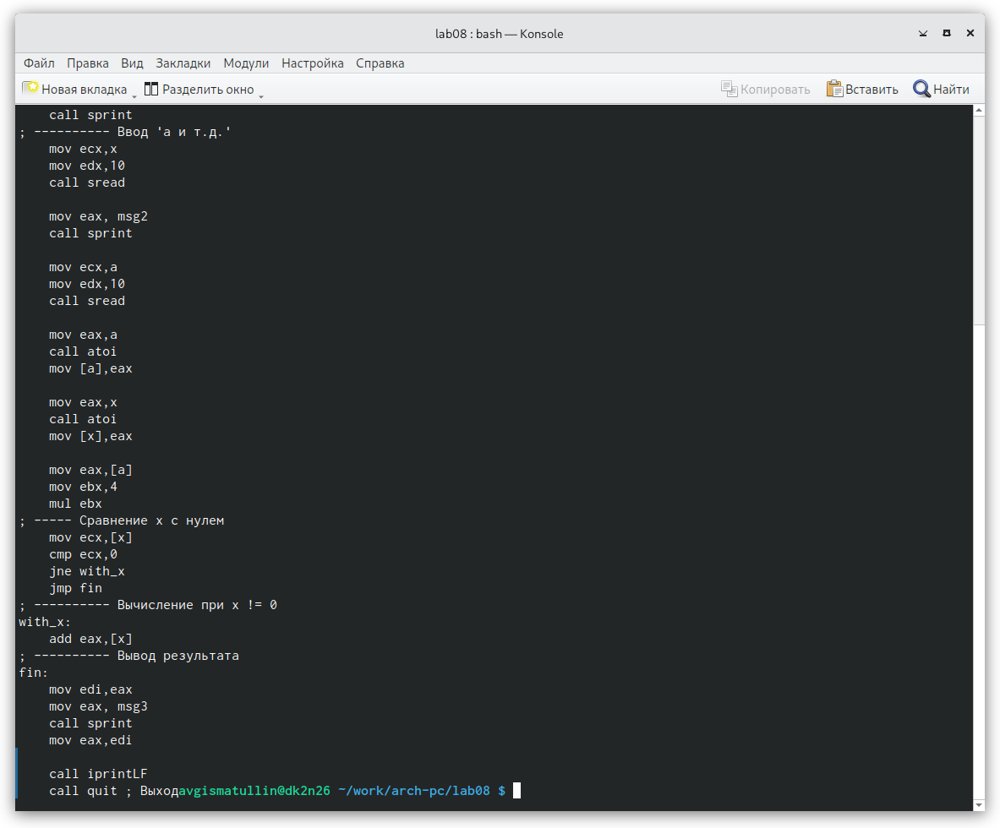 lab08 : bash — Konsole
Файл Правка Вид Закладки Модули Настройка Справка
Новая вкладка Разделить окно Копировать Вставить Найти
    call sprint
; ---------- Ввод 'а и т.д.'
    mov ecx,x
    mov edx,10
    call sread

    mov eax, msg2
    call sprint

    mov ecx,a
    mov edx,10
    call sread

    mov eax,a
    call atoi
    mov [a],eax

    mov eax,x
    call atoi
    mov [x],eax

    mov eax,[a]
    mov ebx,4
    mul ebx
; ----- Сравнение x с нулем
    mov ecx,[x]
    cmp ecx,0
    jne with_x
    jmp fin
; ---------- Вычисление при x != 0
with_x:
    add eax,[x]
; ---------- Вывод результата
fin:
    mov edi,eax
    mov eax, msg3
    call sprint
    mov eax,edi

    call iprintLF
    call quit ; Выходavgismatullin@dk2n26 ~/work/arch-pc/lab08 $